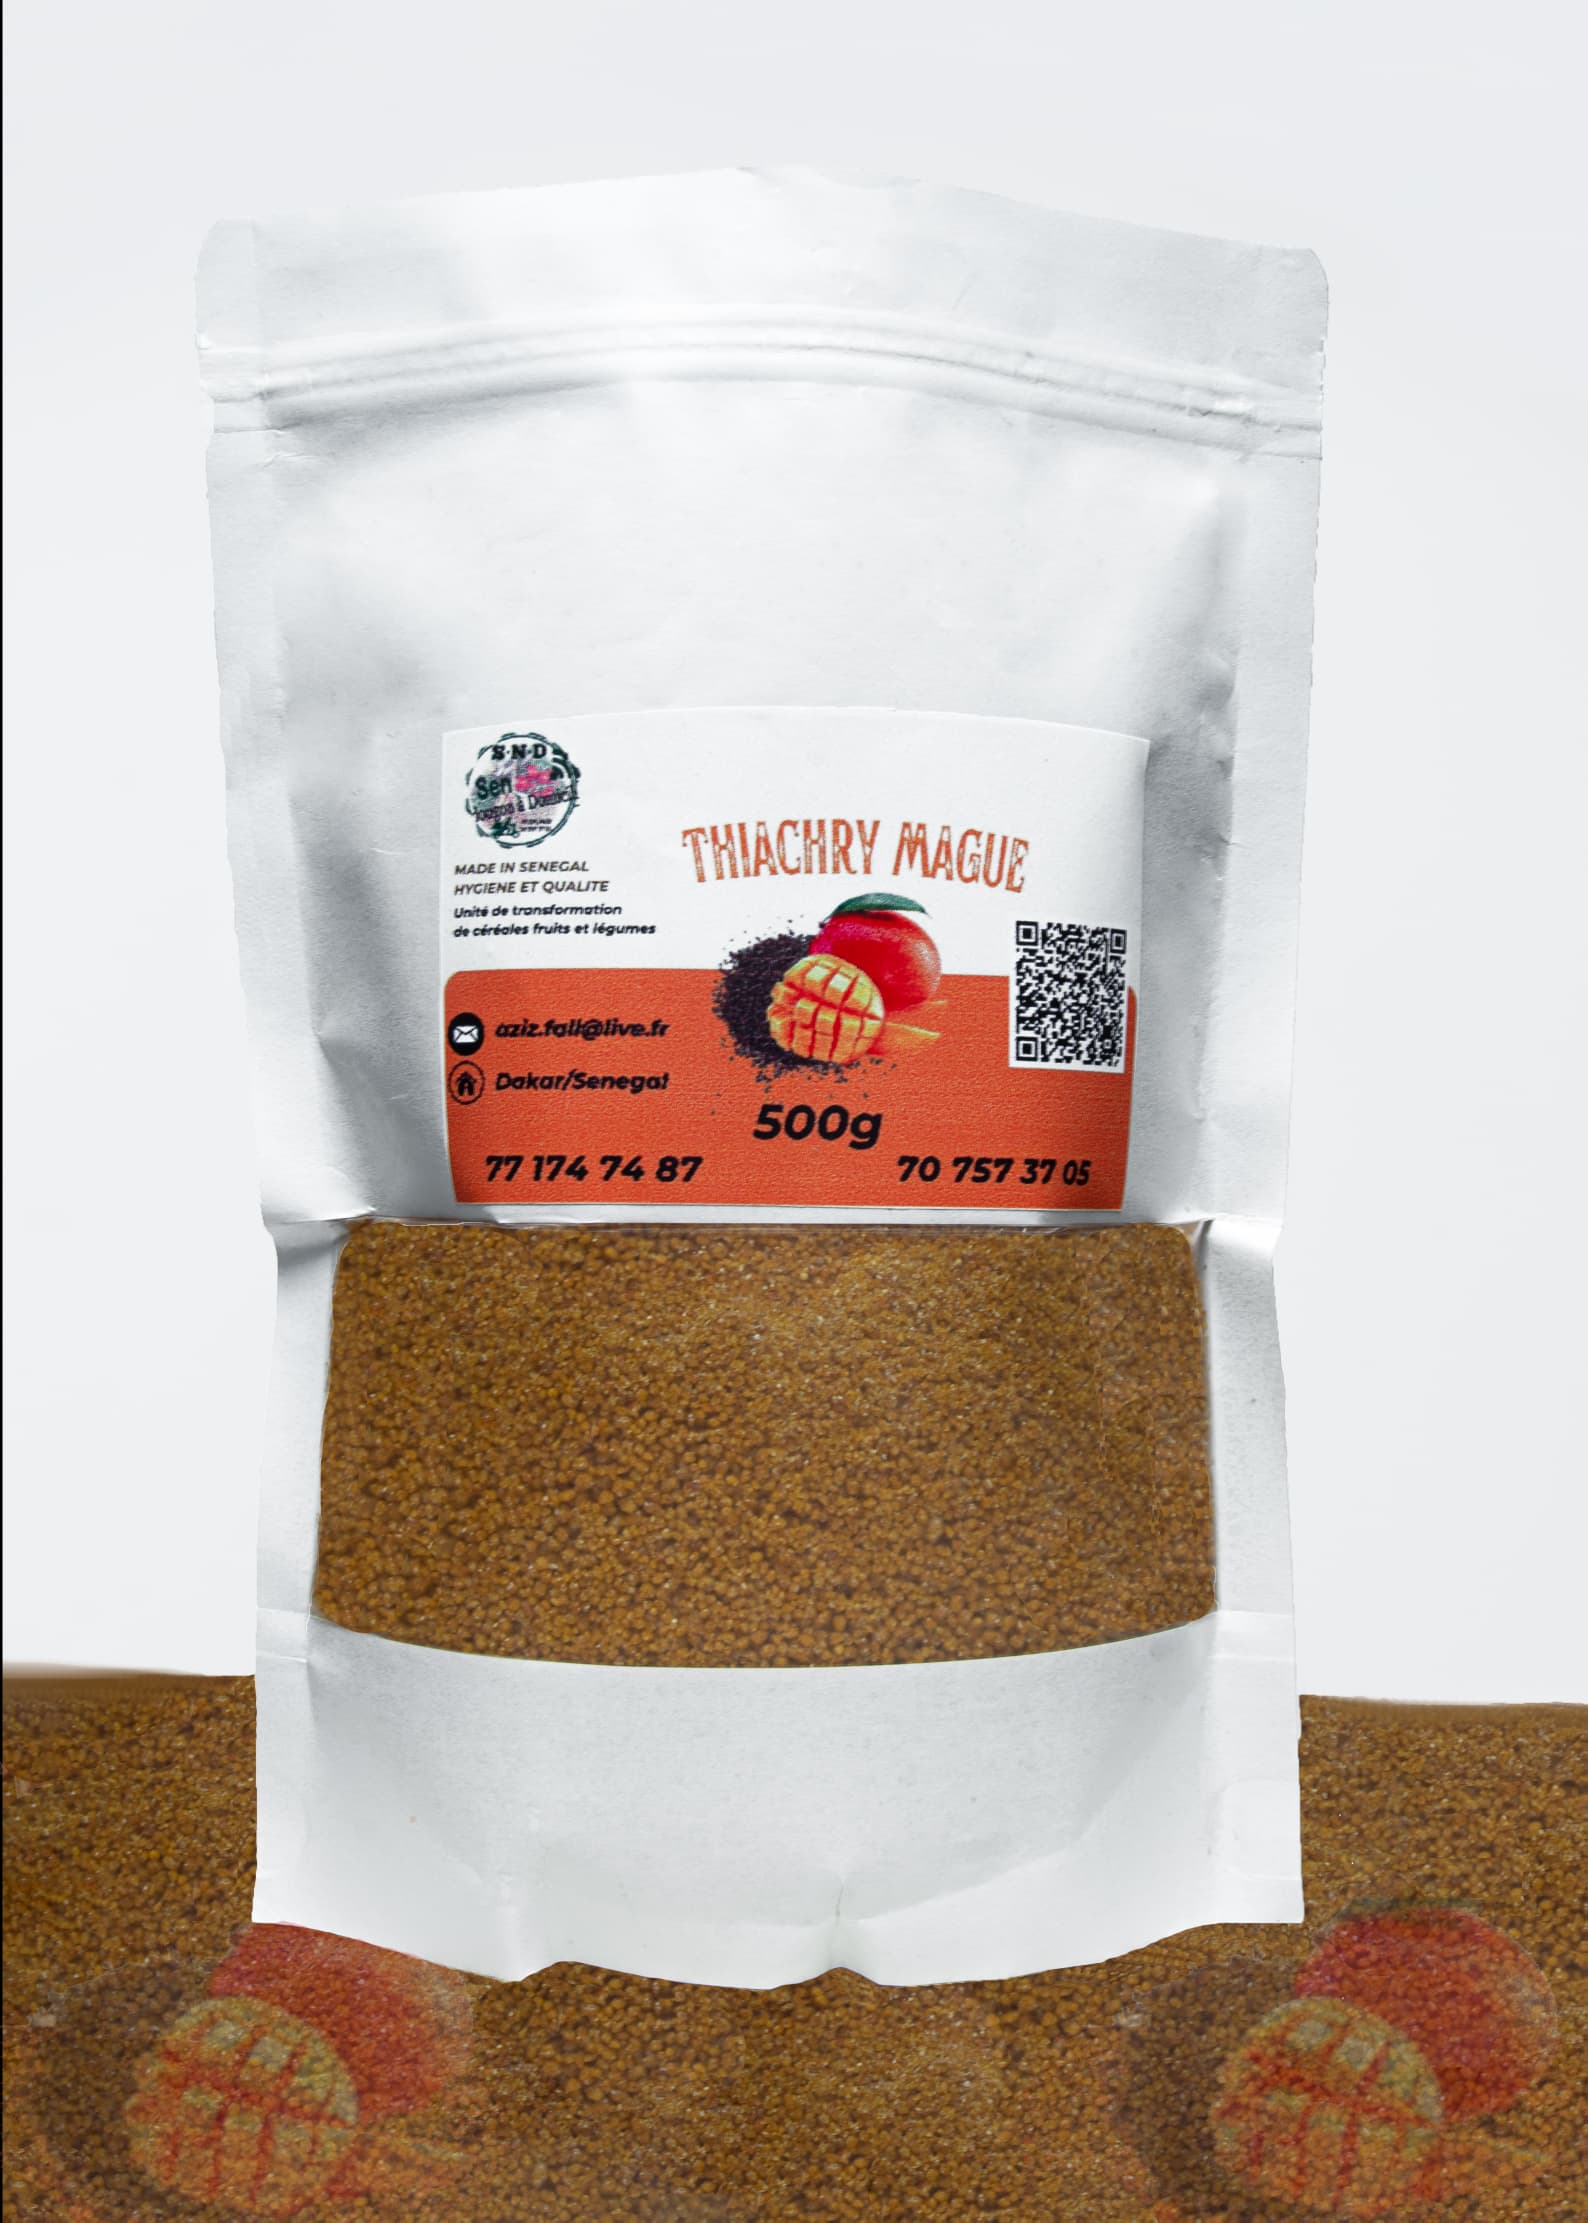 S·N·D
Sen
MADE IN SENEGAL
HYGIENE ET QUALITE
Unité de transformation
de céréales fruits et légumes
THIACHRY MAGUE
aziz.fall@live.fr
Dakar/Senegal
500g
77 174 74 87
70 757 37 05